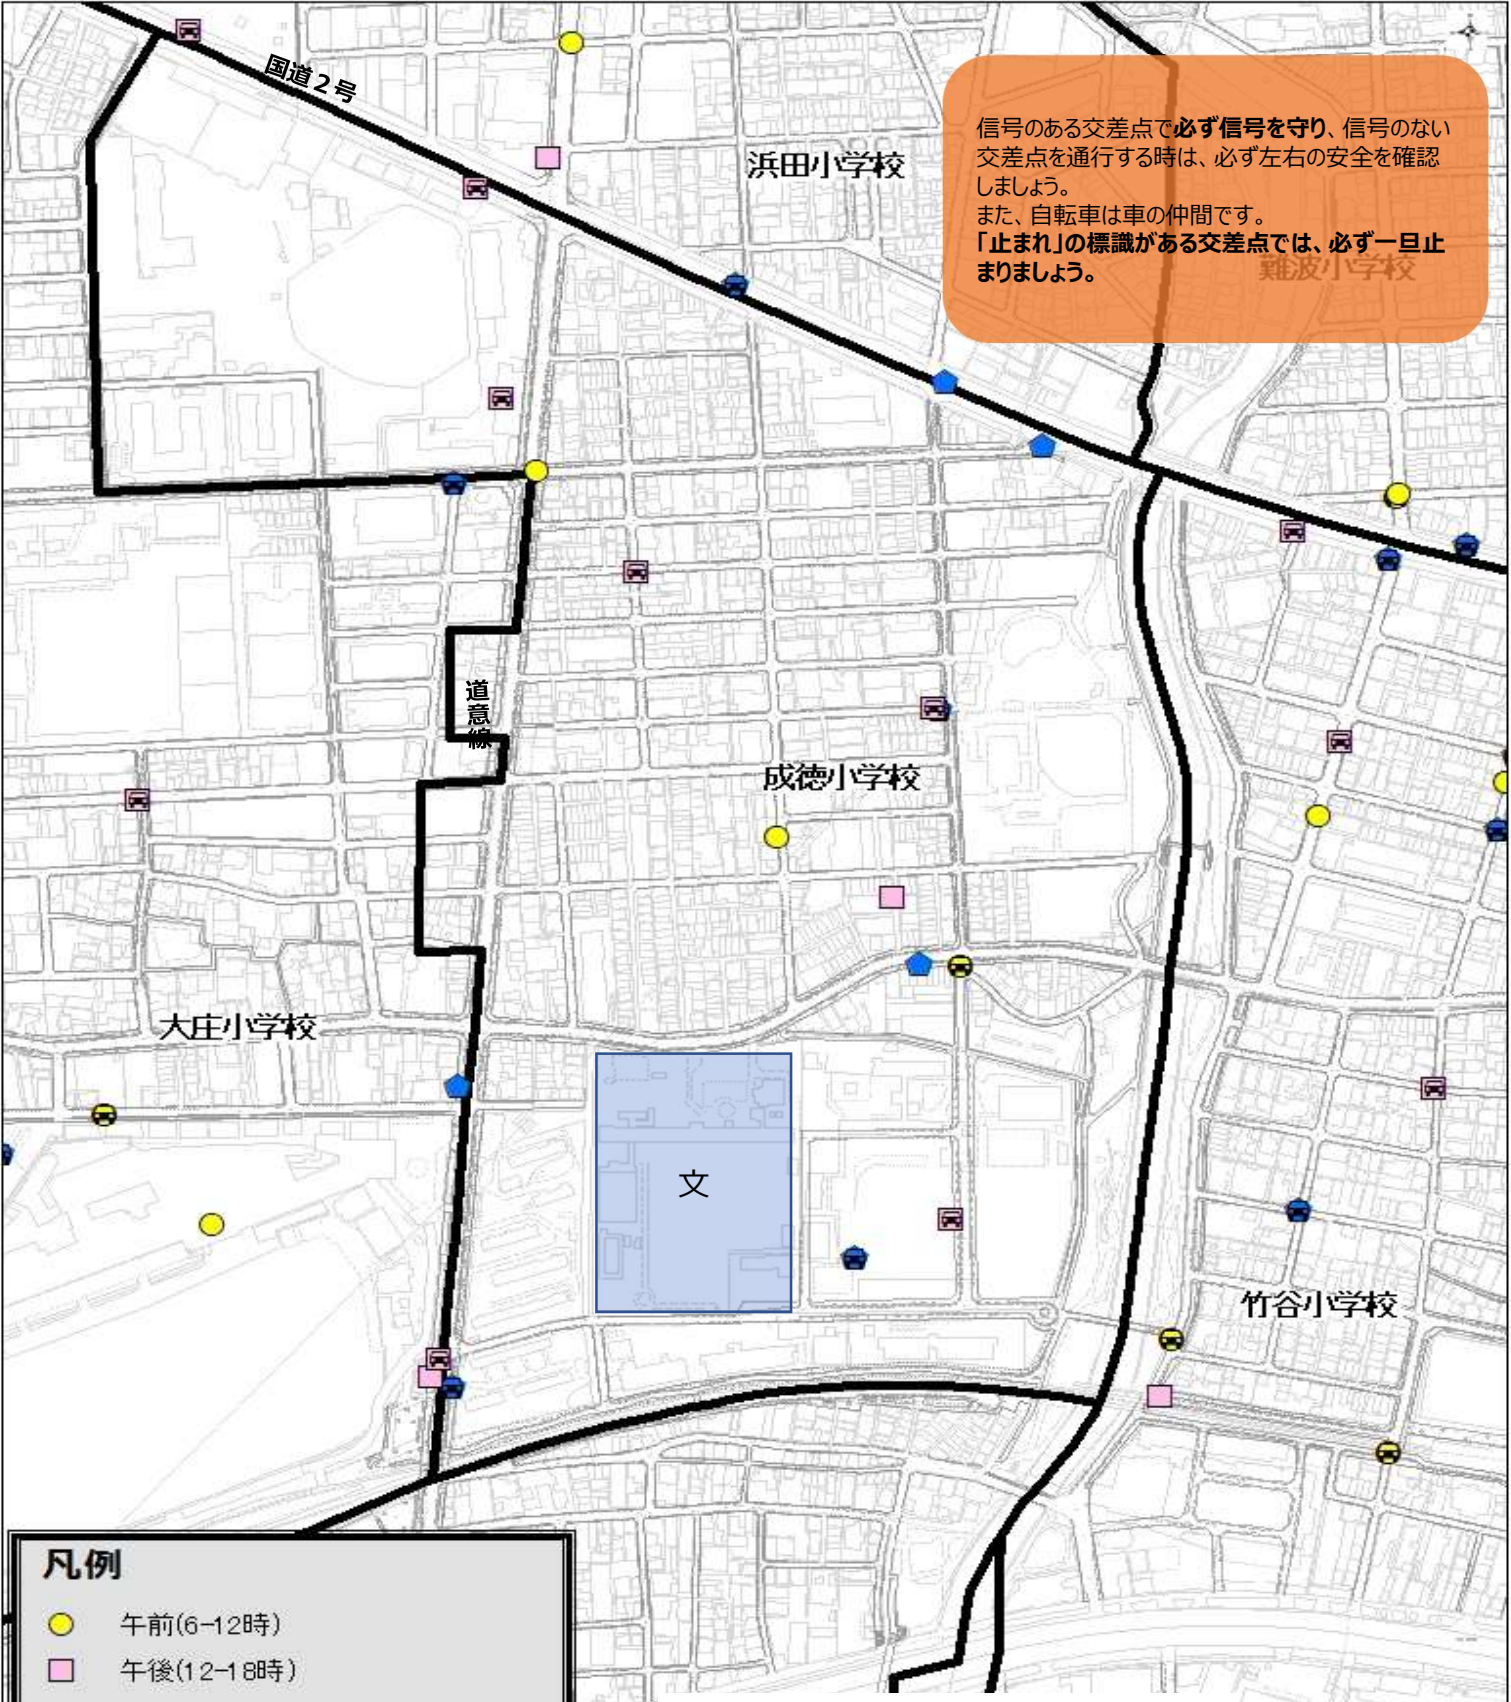 国道２号
信号のある交差点で必ず信号を守り、信号のない
交差点を通行する時は、必ず左右の安全を確認
しましょう。
また、自転車は車の仲間です。
「止まれ」の標識がある交差点では、必ず一旦止
まりましょう。
浜田小学校
難波小学校
道意線
成徳小学校
大庄小学校
文
竹谷小学校
凡例
午前(6-12時)
午後(12-18時)